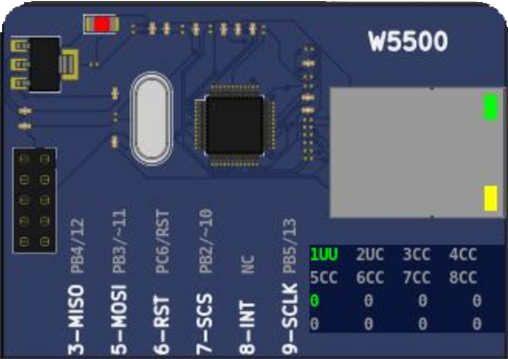 W5500
3-MISO PB4/12
5-MOSI PB3/~11
6-RST PC6/RST
7-SCS PB2/~10
8-INT NC
9-SCLK PB5/13
1UU 2UC 3CC 4CC
5CC 6CC 7CC 8CC
0 0 0 0
0 0 0 0